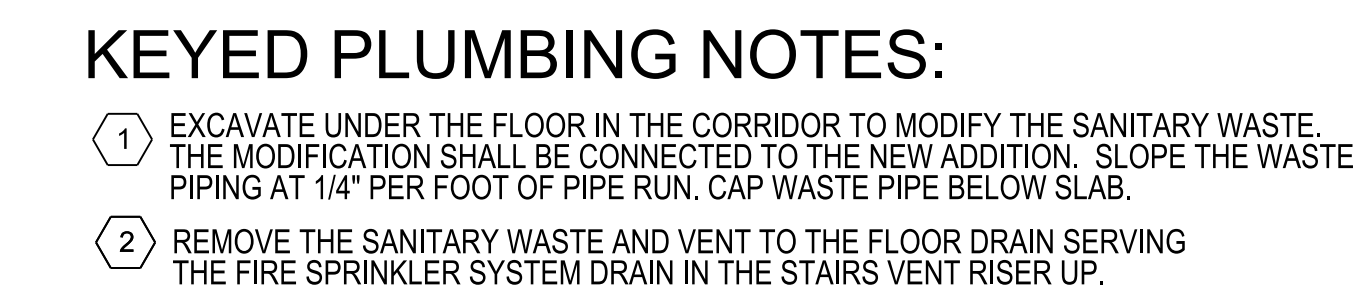 KEYED PLUMBING NOTES:
1 EXCAVATE UNDER THE FLOOR IN THE CORRIDOR TO MODIFY THE SANITARY WASTE.
THE MODIFICATION SHALL BE CONNECTED TO THE NEW ADDITION. SLOPE THE WASTE
PIPING AT 1/4" PER FOOT OF PIPE RUN. CAP WASTE PIPE BELOW SLAB.
2 REMOVE THE SANITARY WASTE AND VENT TO THE FLOOR DRAIN SERVING
THE FIRE SPRINKLER SYSTEM DRAIN IN THE STAIRS VENT RISER UP.